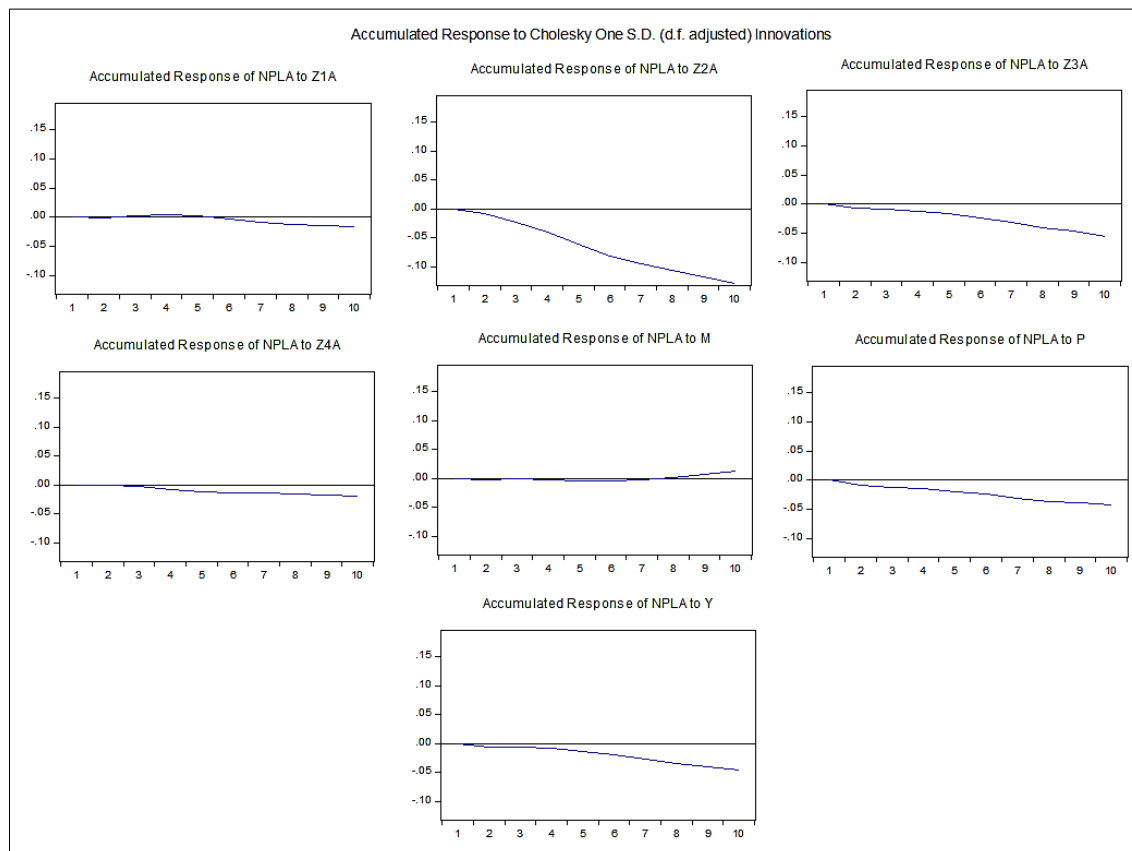 Accumulated Response to Cholesky One S.D. (d.f. adjusted) Innovations
Accumulated Response of NPLA to Z1A
.15
.10
.05
.00
-.05
-.10
1 2 3 4 5 6 7 8 9 10
Accumulated Response of NPLA to Z2A
.15
.10
.05
.00
-.05
-.10
1 2 3 4 5 6 7 8 9 10
Accumulated Response of NPLA to Z3A
.15
.10
.05
.00
-.05
-.10
1 2 3 4 5 6 7 8 9 10
Accumulated Response of NPLA to Z4A
.15
.10
.05
.00
-.05
-.10
1 2 3 4 5 6 7 8 9 10
Accumulated Response of NPLA to M
.15
.10
.05
.00
-.05
-.10
1 2 3 4 5 6 7 8 9 10
Accumulated Response of NPLA to P
.15
.10
.05
.00
-.05
-.10
1 2 3 4 5 6 7 8 9 10
Accumulated Response of NPLA to Y
.15
.10
.05
.00
-.05
-.10
1 2 3 4 5 6 7 8 9 10